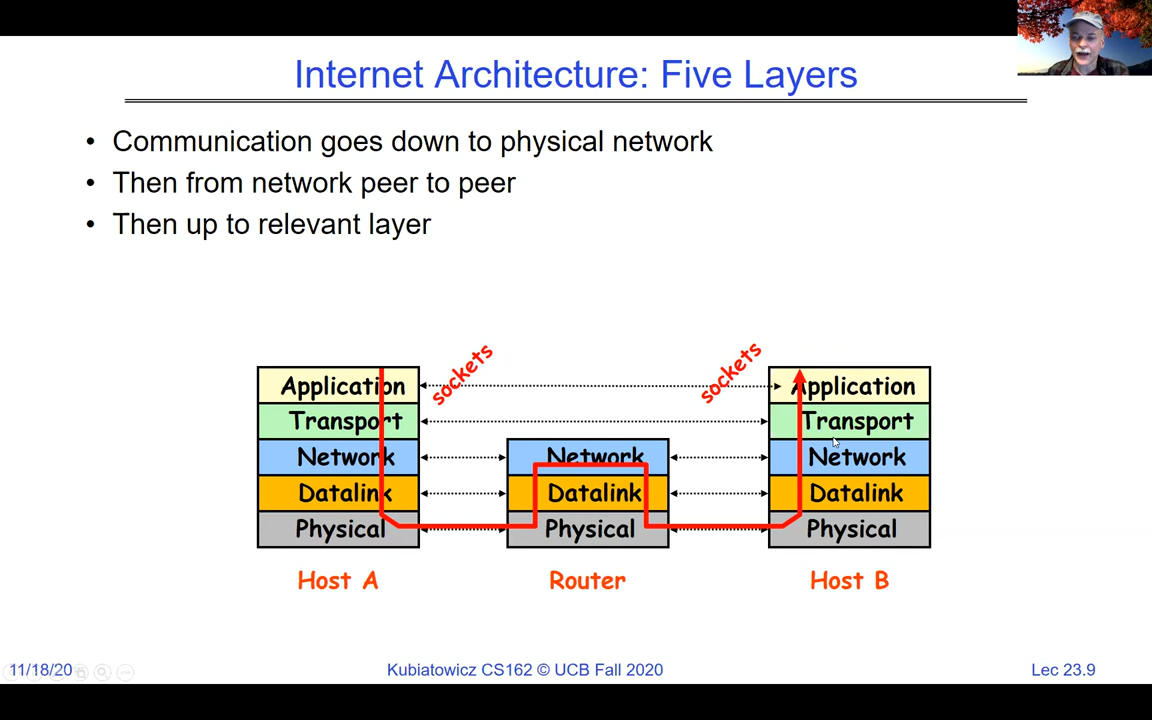 Internet Architecture: Five Layers
• Communication goes down to physical network
• Then from network peer to peer
• Then up to relevant layer
sockets
sockets
Application
Application
Transport
Transport
Network
Network
Network
Datalink
Datalink
Datalink
Physical
Physical
Physical
Host A
Router
Host B
11/18/20
Kubiatowicz CS162 © UCB Fall 2020
Lec 23.9